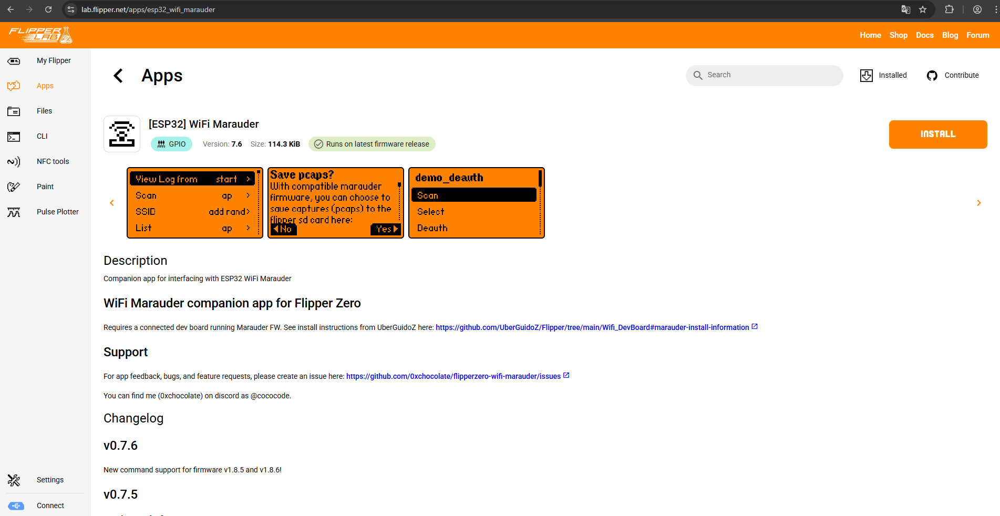 lab.flipper.net/apps/esp32_wifi_marauder
FLIPPER LAB
Home Shop Docs Blog Forum
My Flipper
Apps
Files
CLI
NFC tools
Paint
Pulse Plotter
Settings
Connect
Apps
Search
Installed
Contribute
[ESP32] WiFi Marauder
GPIO Version: 7.6 Size: 114.3 KiB Runs on latest firmware release
INSTALL
View Log from start >
Scan ap >
SSID add rand>
List ap >
Save pcaps?
With compatible marauder
firmware, you can choose to
save captures (pcaps) to the
flipper sd card here:
No Yes
demo_deauth
Scan
Select
Deauth
Description
Companion app for interfacing with ESP32 WiFi Marauder
WiFi Marauder companion app for Flipper Zero
Requires a connected dev board running Marauder FW. See install instructions from UberGuidoZ here: https://github.com/UberGuidoZ/Flipper/tree/main/Wifi_DevBoard#marauder-install-information
Support
For app feedback, bugs, and feature requests, please create an issue here: https://github.com/0xchocolate/flipperzero-wifi-marauder/issues
You can find me (0xchocolate) on discord as @cococode.
Changelog
v0.7.6
New command support for firmware v1.8.5 and v1.8.6!
v0.7.5